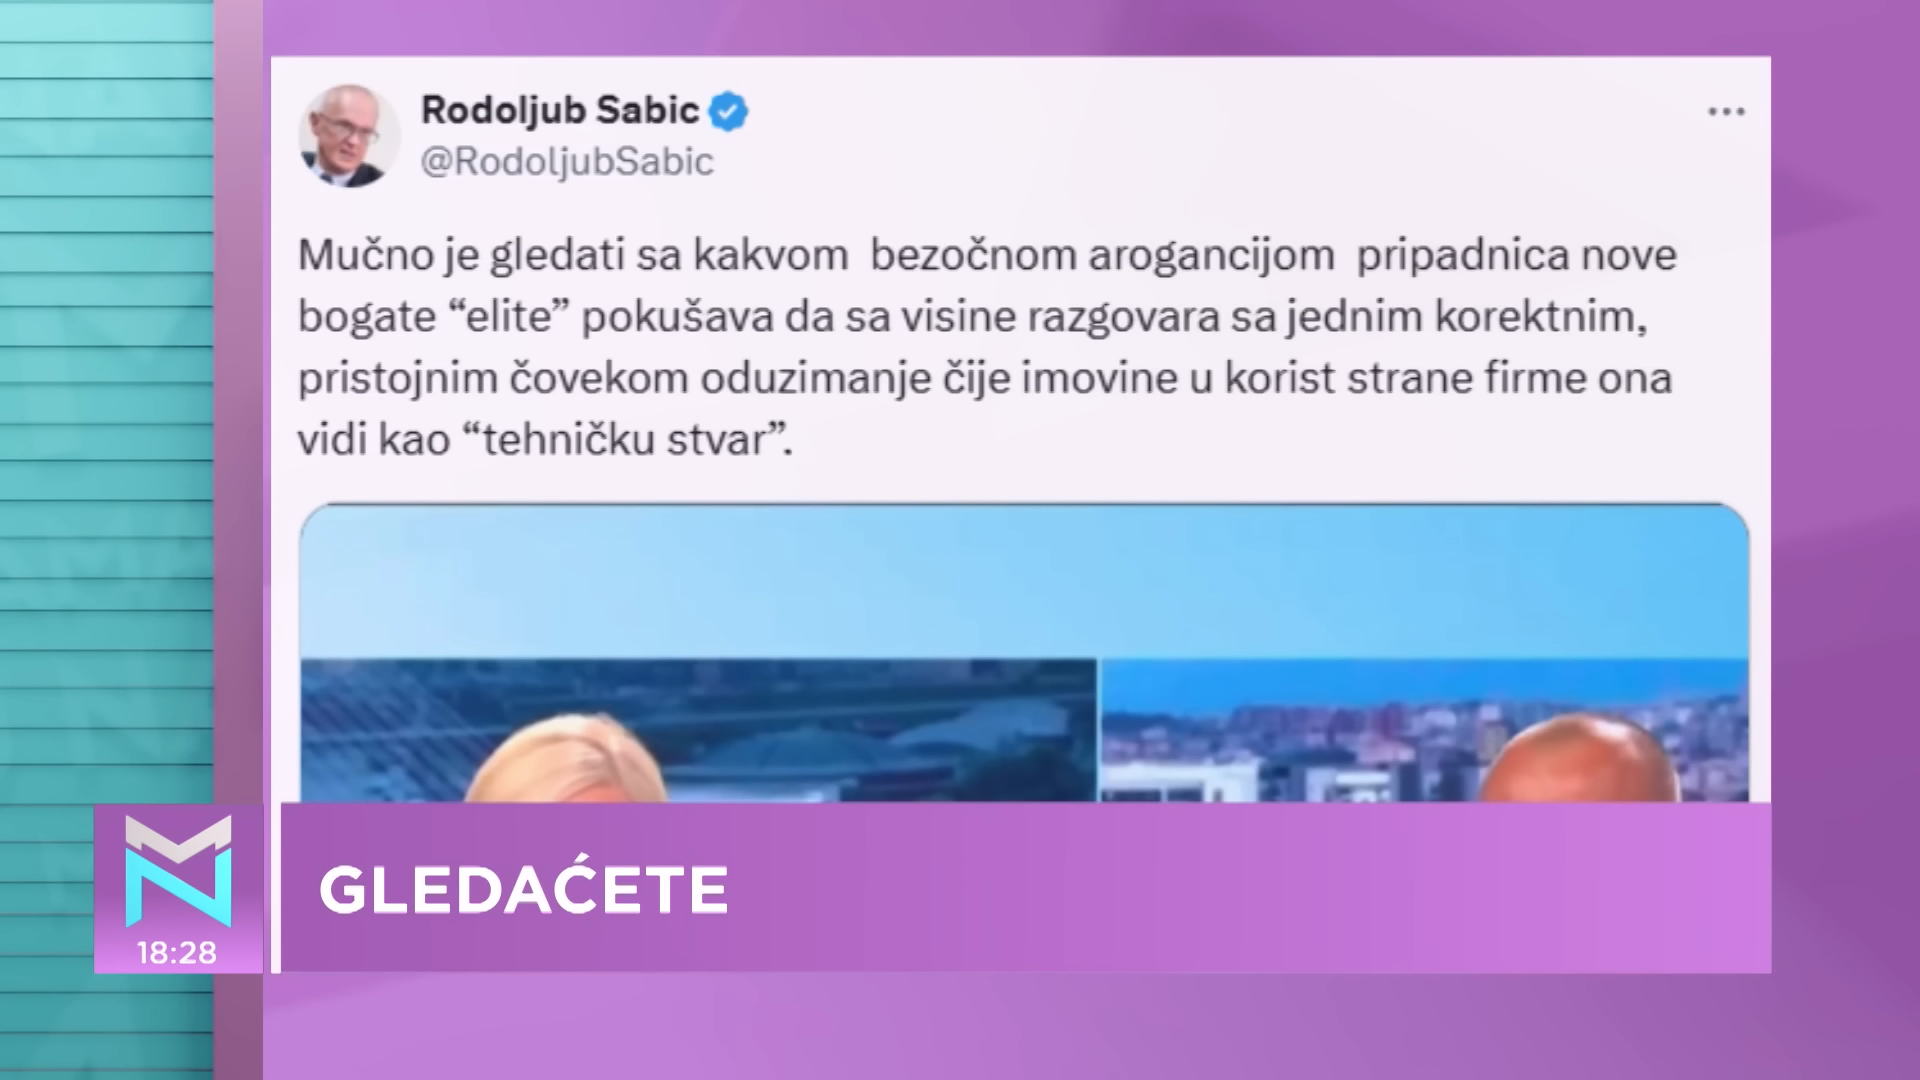 Rodoljub Sabic
@RodoljubSabic
Mučno je gledati sa kakvom bezočnom arogancijom pripadnica nove
bogate “elite” pokušava da sa visine razgovara sa jednim korektnim,
pristojnim čovekom oduzimanje čije imovine u korist strane firme ona
vidi kao “tehničku stvar”.
GLEDAĆETE
18:28